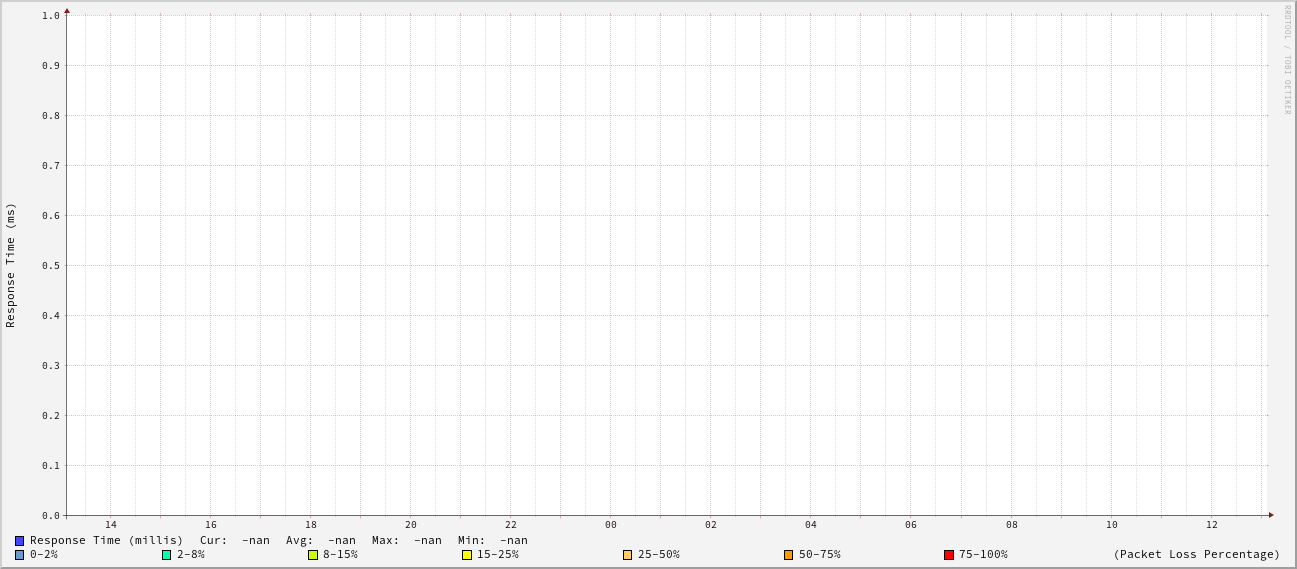 RRDTOOL / TOBI OETIKER
Response Time (ms)
1.0
0.9
0.8
0.7
0.6
0.5
0.4
0.3
0.2
0.1
0.0
14 16 18 20 22 00 02 04 06 08 10 12
Response Time (millis) Cur: -nan Avg: -nan Max: -nan Min: -nan
0-2% 2-8% 8-15% 15-25% 25-50% 50-75% 75-100% (Packet Loss Percentage)